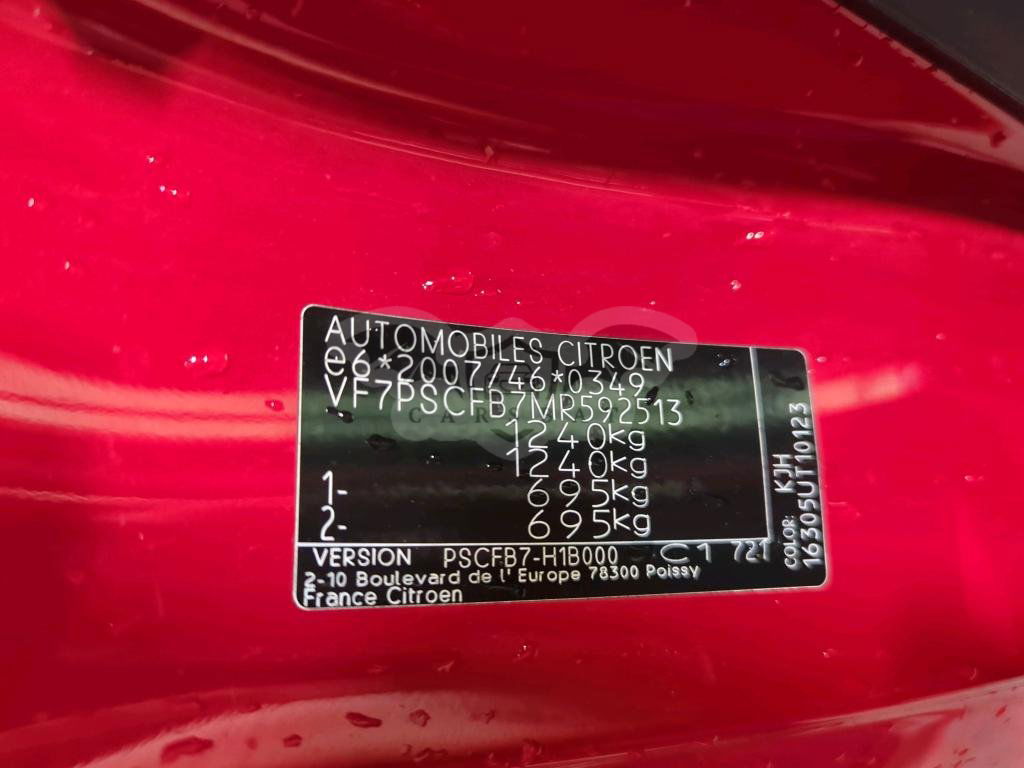 AUTOMOBILES CITROEN
e6*2007/46*0349
VF7PSCFB7MR592513
1240kg
1240kg
1- 695kg
2- 695kg
VERSION PSCFB7-H1B000 C1 721
2-10 Boulevard de l' Europe 78300 Poissy
France Citroen
COLOR: KJH
16305UT10123